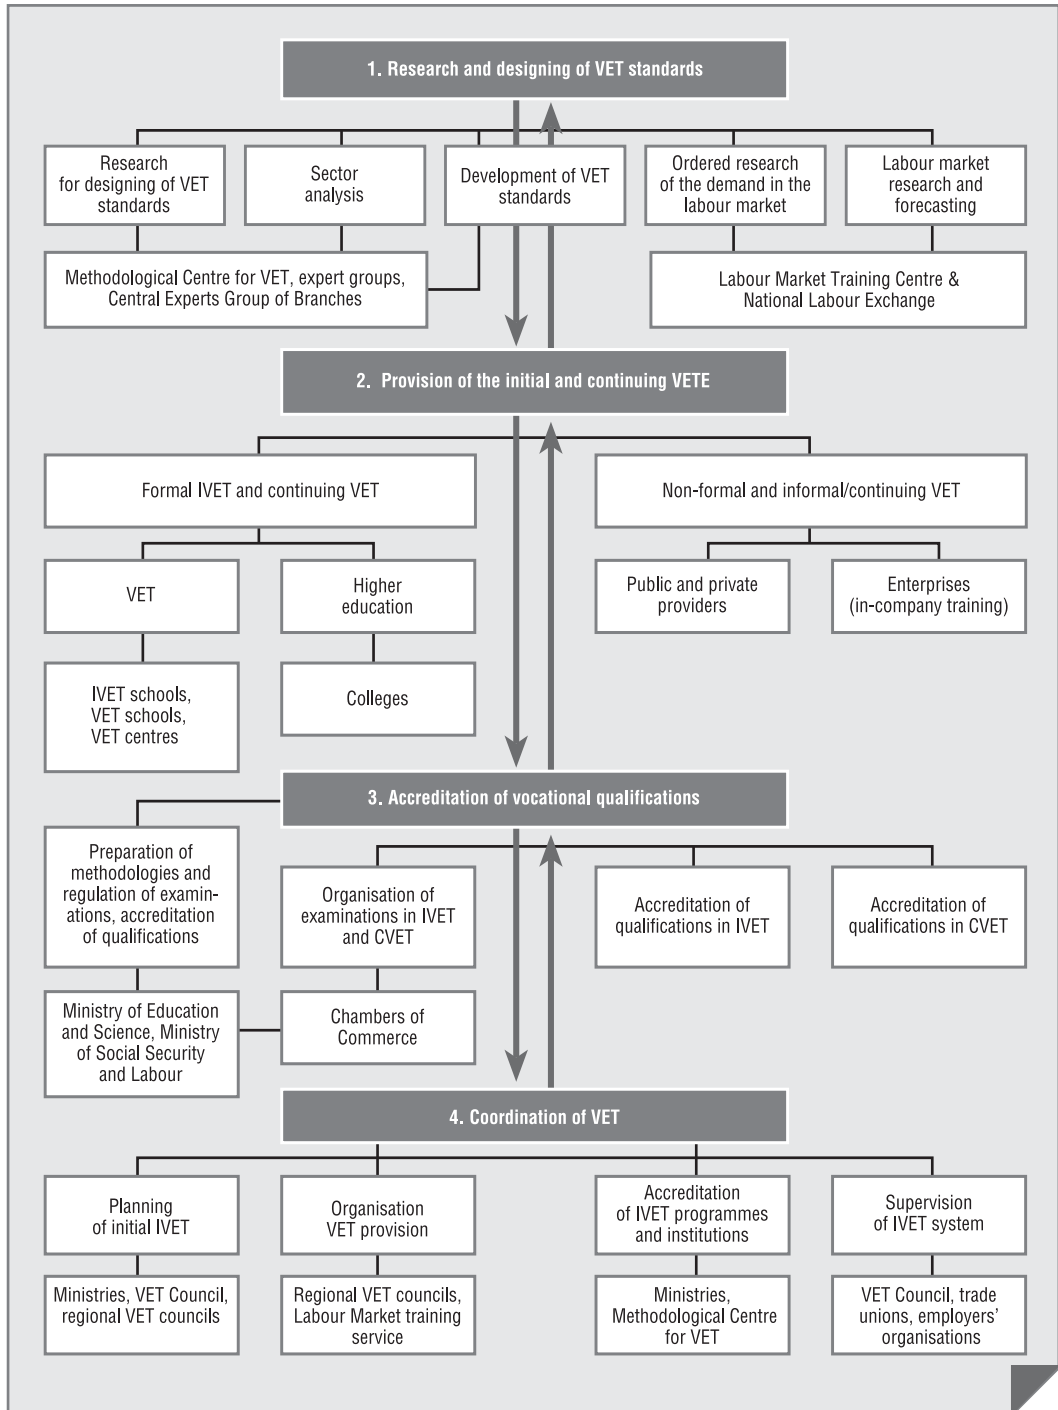 1. Research and designing of VET standards
Research
for designing of VET
standards
Sector
analysis
Development of VET
standards
Ordered research
of the demand in the
labour market
Labour market
research and
forecasting
Methodological Centre for VET, expert groups,
Central Experts Group of Branches
Labour Market Training Centre &
National Labour Exchange
2. Provision of the initial and continuing VETE
Formal IVET and continuing VET
Non-formal and informal/continuing VET
VET
Higher
education
Public and private
providers
Enterprises
(in-company training)
IVET schools,
VET schools,
VET centres
Colleges
3. Accreditation of vocational qualifications
Preparation of
methodologies and
regulation of examin-
ations, accreditation
of qualifications
Organisation of
examinations in IVET
and CVET
Accreditation of
qualifications in IVET
Accreditation of
qualifications in CVET
Ministry of Education
and Science, Ministry
of Social Security
and Labour
Chambers of
Commerce
4. Coordination of VET
Planning
of initial IVET
Organisation
VET provision
Accreditation
of IVET programmes
and institutions
Supervision
of IVET system
Ministries, VET Council,
regional VET councils
Regional VET councils,
Labour Market training
service
Ministries,
Methodological Centre
for VET
VET Council, trade
unions, employers’
organisations